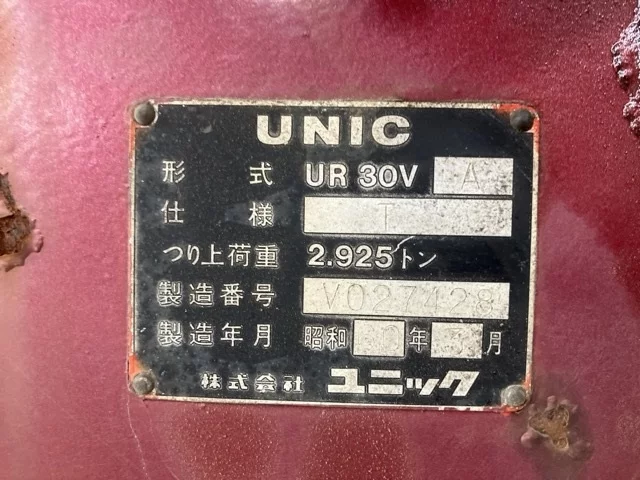 UNIC
形式 UR 30V A
仕様 T
つり上荷重 2.925トン
製造番号 V027428
製造年月 昭和 年 月
株式会社 ユニック